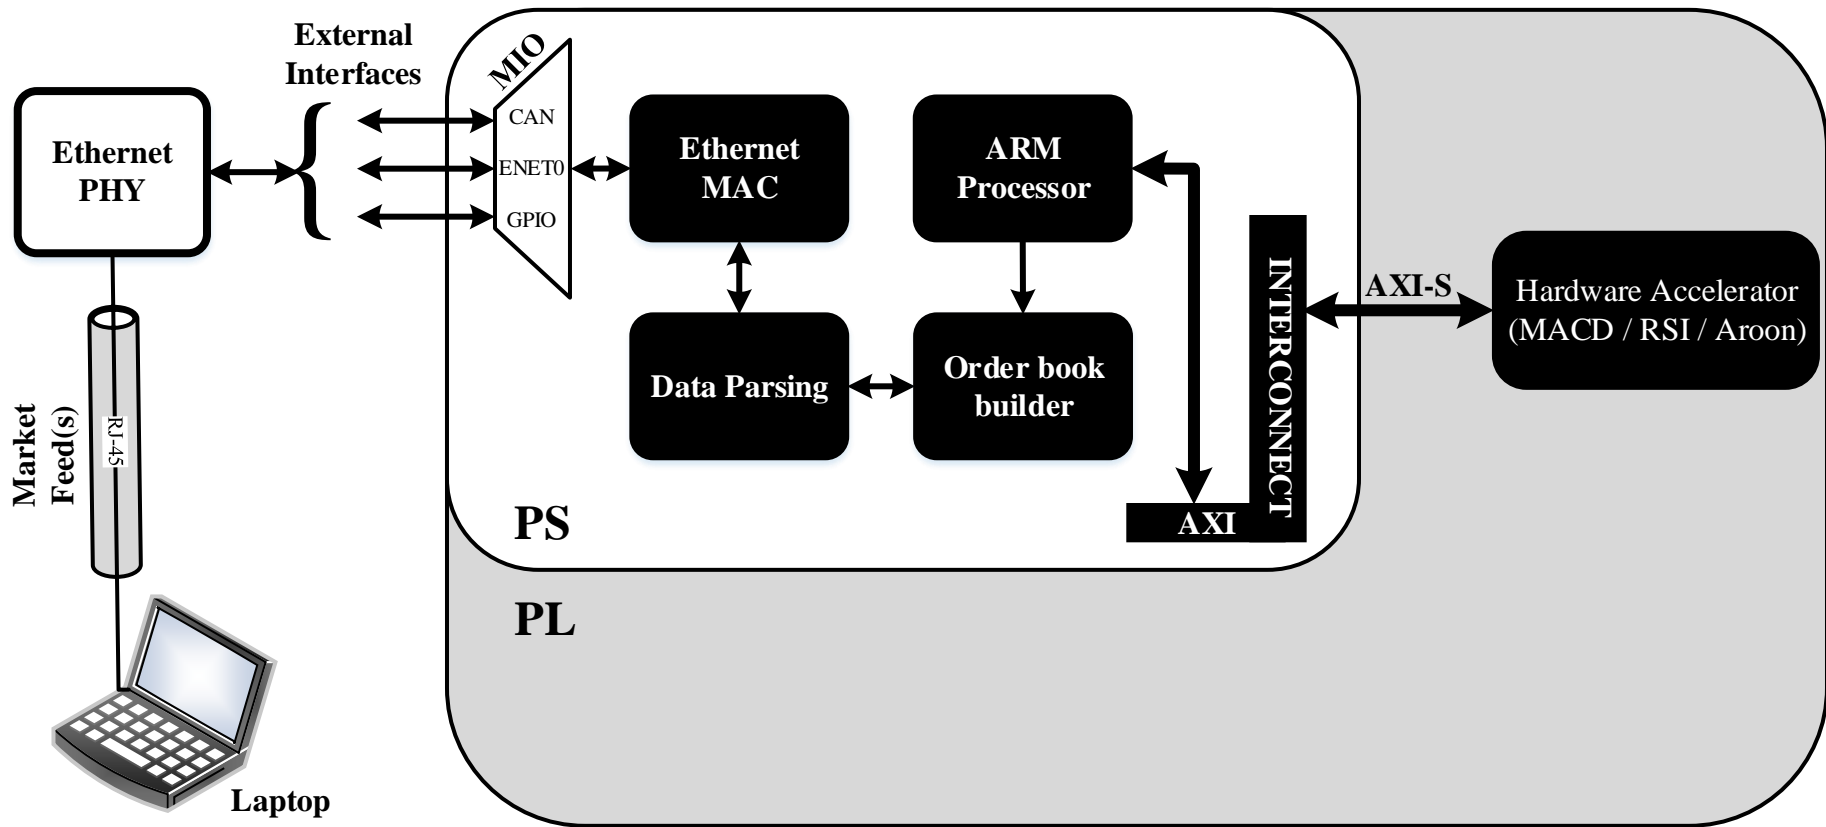 External
Interfaces
MIO
CAN
ENET0
GPIO
Ethernet
PHY
Ethernet
MAC
ARM
Processor
Data Parsing
Order book
builder
INTERCONNECT
AXI
AXI-S
Hardware Accelerator
(MACD / RSI / Aroon)
Market
Feed(s)
RJ-45
PS
PL
Laptop